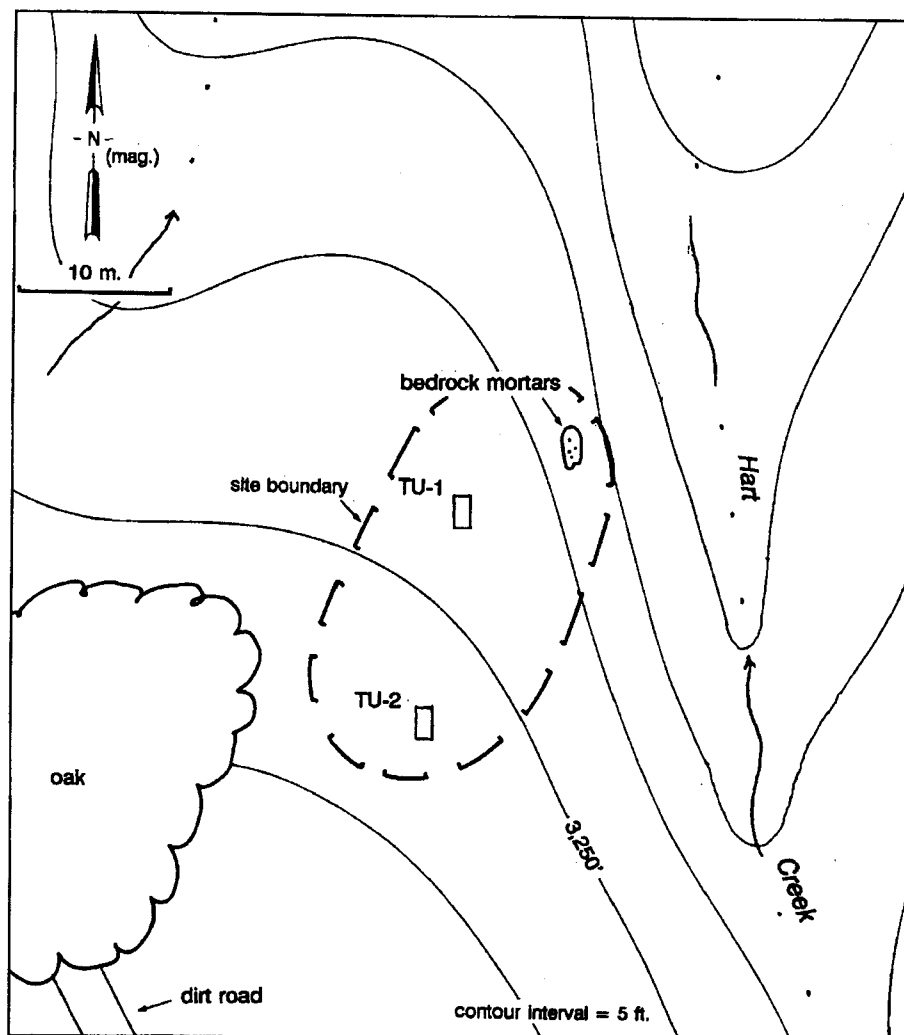 - N -
(mag.)
10 m.
bedrock mortars
site boundary
TU-1
Hart
TU-2
oak
3,250'
Creek
dirt road
contour interval = 5 ft.